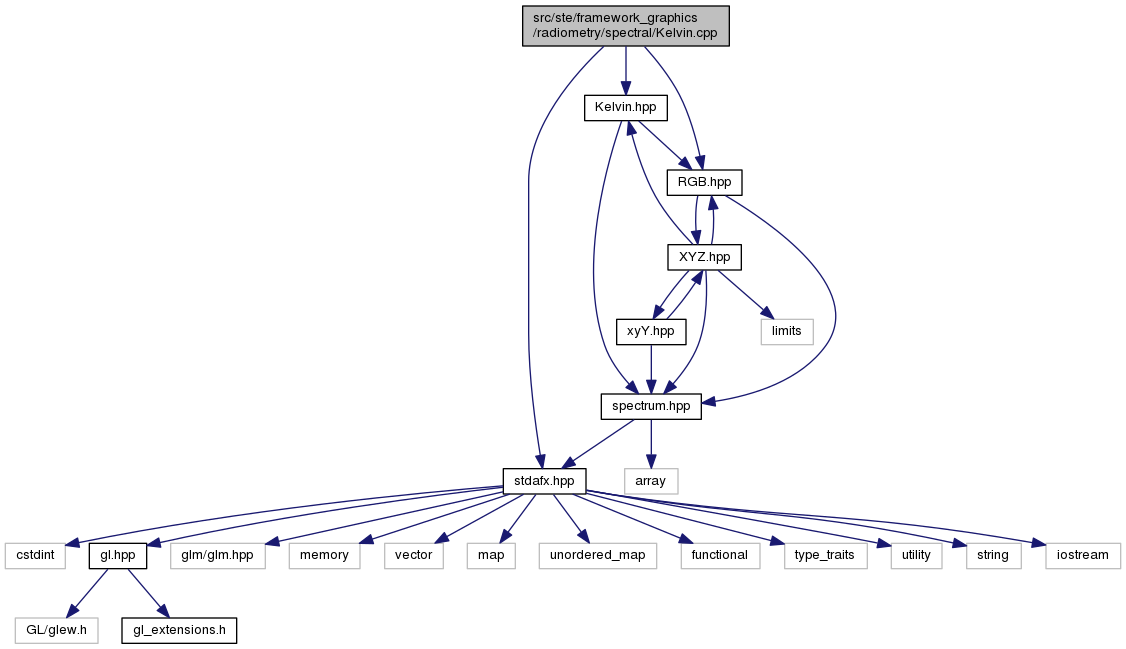 src/ste/framework_graphics
/radiometry/spectral/Kelvin.cpp
Kelvin.hpp
RGB.hpp
XYZ.hpp
xyY.hpp
limits
spectrum.hpp
stdafx.hpp
array
cstdint
gl.hpp
glm/glm.hpp
memory
vector
map
unordered_map
functional
type_traits
utility
string
iostream
GL/glew.h
gl_extensions.h